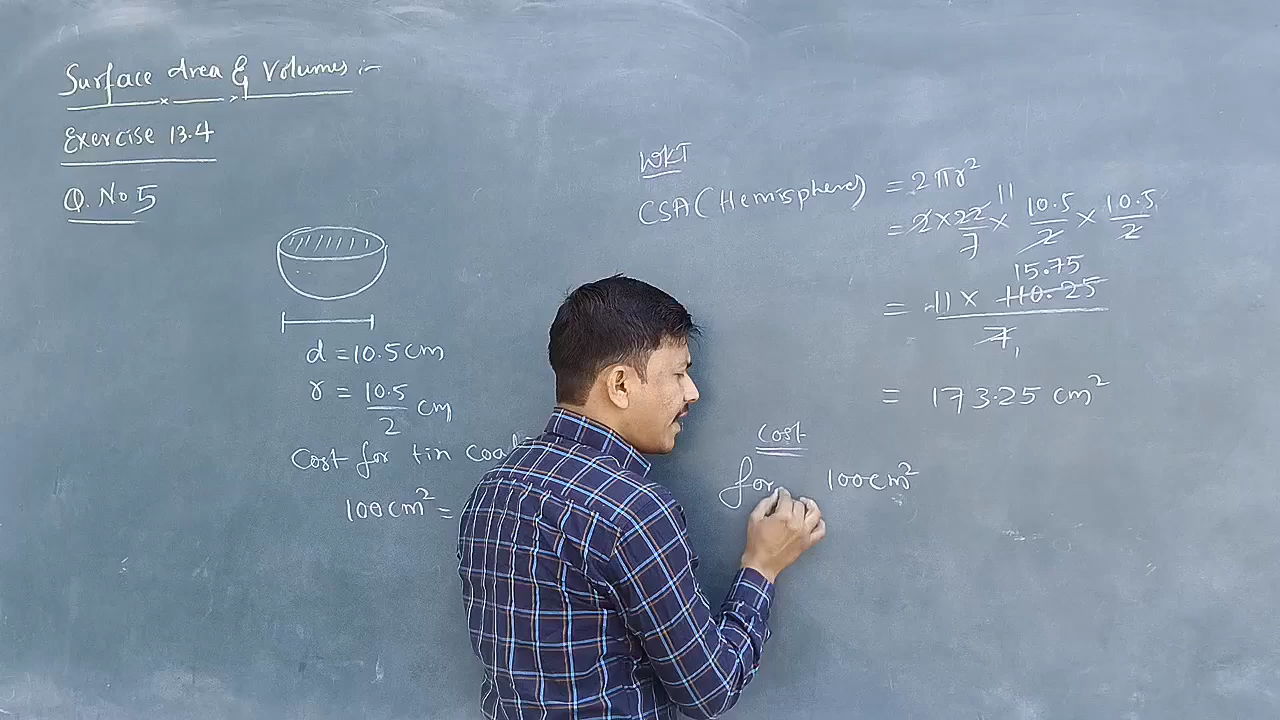 Surface Area & Volumes :-
Exercise 13.4
Q. No 5
d = 10.5 cm
r = 10.5/2 cm
Cost for tin
100 cm² =
WKT
CSA (Hemisphere) = 2πr²
= 2 × 22/7 × 10.5/2 × 10.5/2
11
15.75
= 11 × 110.25
7 1
= 173.25 cm²
Cost
for 100 cm²